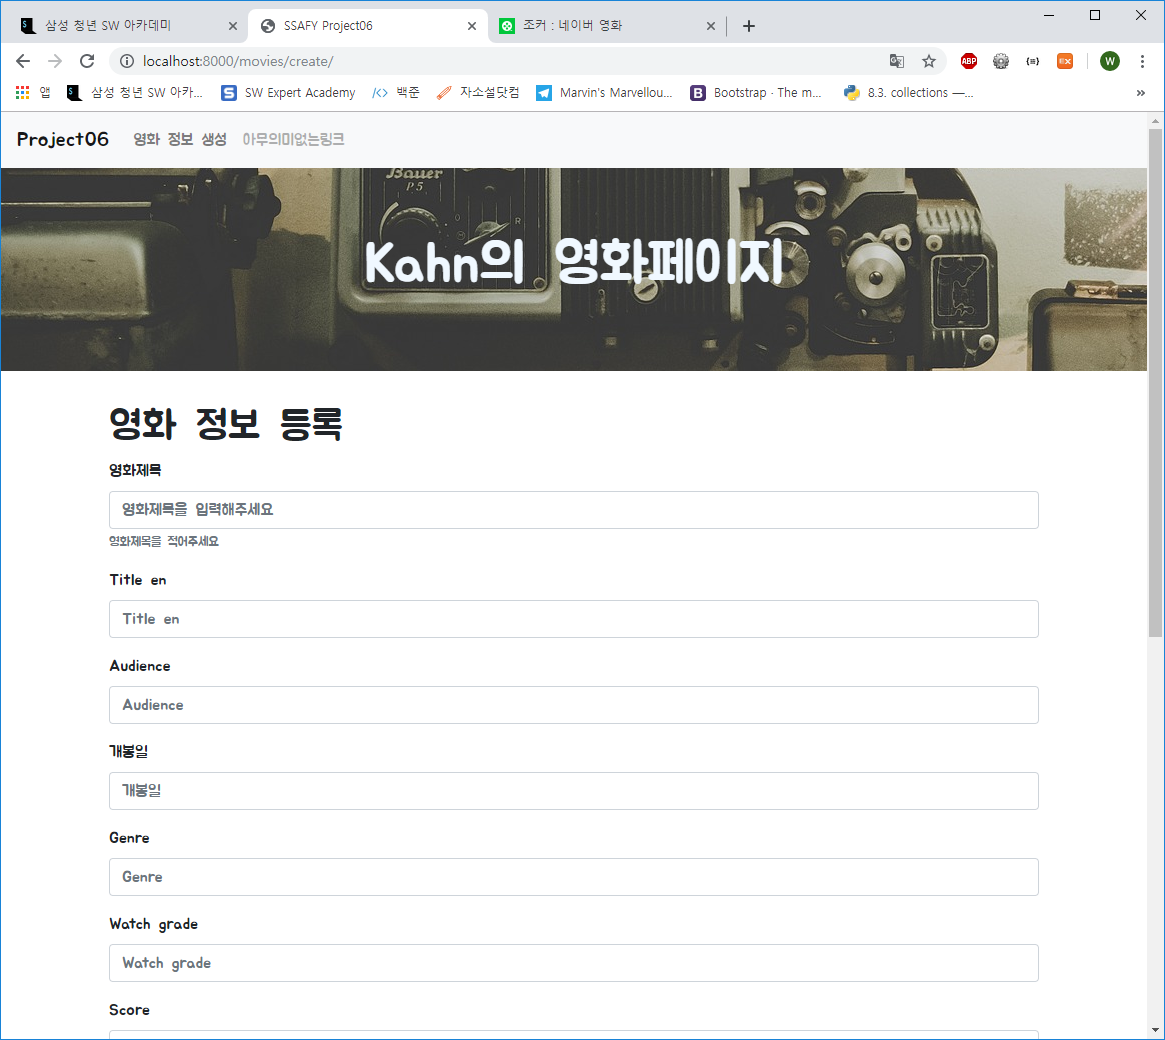 삼성 청년 SW 아카데미
SSAFY Project06
조커 : 네이버 영화
localhost:8000/movies/create/
ABP
EX
W
앱
삼성 청년 SW 아카...
SW Expert Academy
백준
자소설닷컴
Marvin's Marvellou...
Bootstrap · The m...
8.3. collections —...
Project06
영화 정보 생성
아무의미없는링크
Bauer
P5
R
Kahn의 영화페이지
영화 정보 등록
영화제목
영화제목을 입력해주세요
영화제목을 적어주세요
Title en
Title en
Audience
Audience
개봉일
개봉일
Genre
Genre
Watch grade
Watch grade
Score